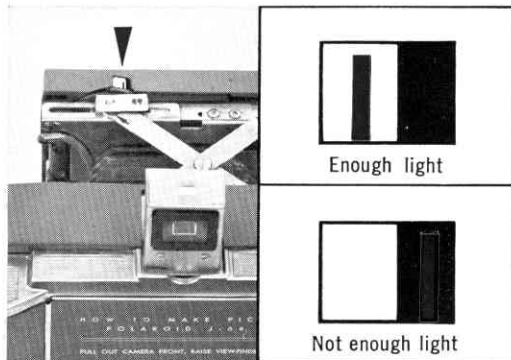 Enough light
Not enough light
HOW TO MAKE PIC
POLAROID J-66
PULL OUT CAMERA FRONT, RAISE VIEWFINDE